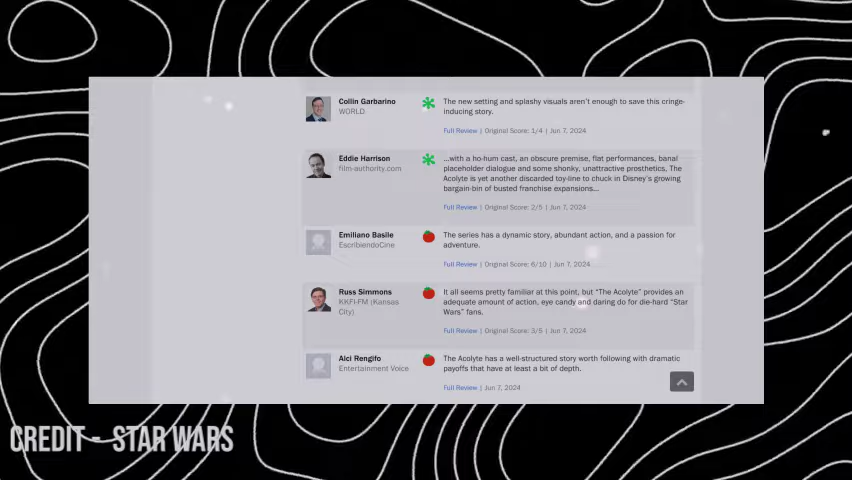 Collin Garbarino
WORLD
The new setting and splashy visuals aren't enough to save this cringe-
inducing story.
Full Review | Original Score: 1/4 | Jun 7, 2024
Eddie Harrison
film-authority.com
...with a ho-hum cast, an obscure premise, flat performances, banal
placeholder dialogue and some shonky, unattractive prosthetics, The
Acolyte is yet another discarded toy-line to chuck in Disney's growing
bargain-bin of busted franchise expansions...
Full Review | Original Score: 2/5 | Jun 7, 2024
Emiliano Basile
EscribiendoCine
The series has a dynamic story, abundant action, and a passion for
adventure.
Full Review | Original Score: 6/10 | Jun 7, 2024
Russ Simmons
KKFI-FM (Kansas
City)
It all seems pretty familiar at this point, but "The Acolyte" provides an
adequate amount of action, eye candy and daring do for die-hard "Star
Wars" fans.
Full Review | Original Score: 3/5 | Jun 7, 2024
Alci Rengifo
Entertainment Voice
The Acolyte has a well-structured story worth following with dramatic
payoffs that have at least a bit of depth.
Full Review | Jun 7, 2024
CREDIT - STAR WARS